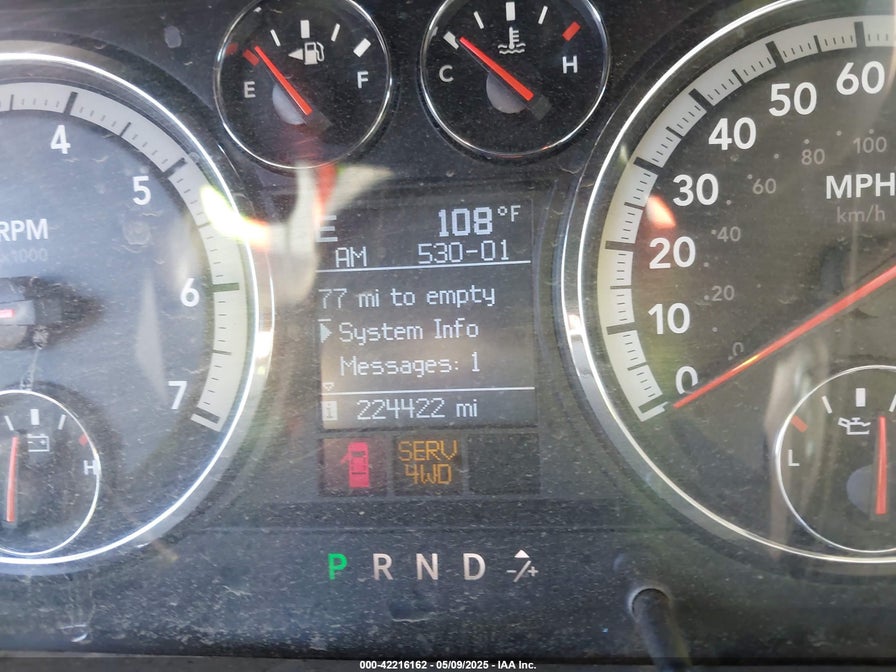 E F
C H
4
5
6
7
RPM
x1000
H
E 108°F
AM 530-01
77 mi to empty
System Info
Messages: 1
i 224422 mi
SERV
4WD
P R N D -/+
0
10
20
30
40
50
60
0
20
40
60
80
100
MPH
km/h
L
000-42216162 - 05/09/2025 - IAA Inc.